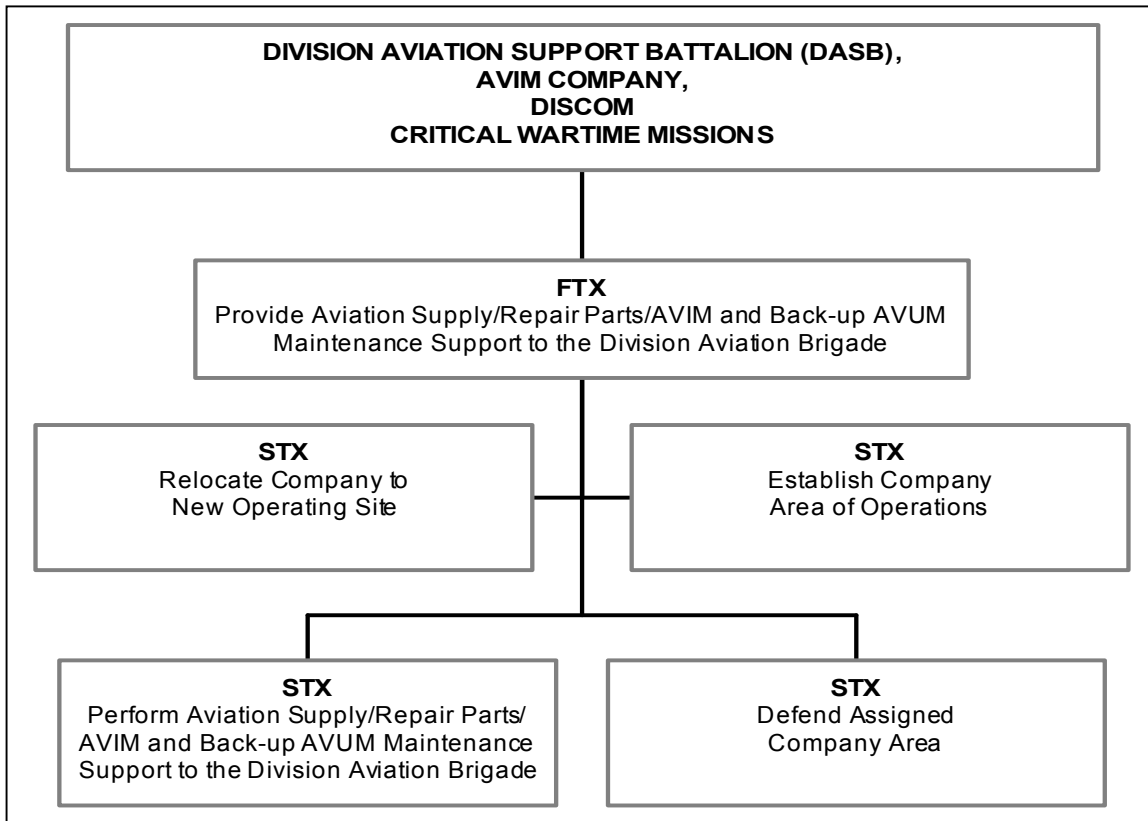 DIVISION AVIATION SUPPORT BATTALION (DASB),
AVIM COMPANY,
DISCOM
CRITICAL WARTIME MISSIONS
FTX
Provide Aviation Supply/Repair Parts/AVIM and Back-up AVUM
Maintenance Support to the Division Aviation Brigade
STX
Relocate Company to
New Operating Site
STX
Establish Company
Area of Operations
STX
Perform Aviation Supply/Repair Parts/
AVIM and Back-up AVUM Maintenance
Support to the Division Aviation Brigade
STX
Defend Assigned
Company Area